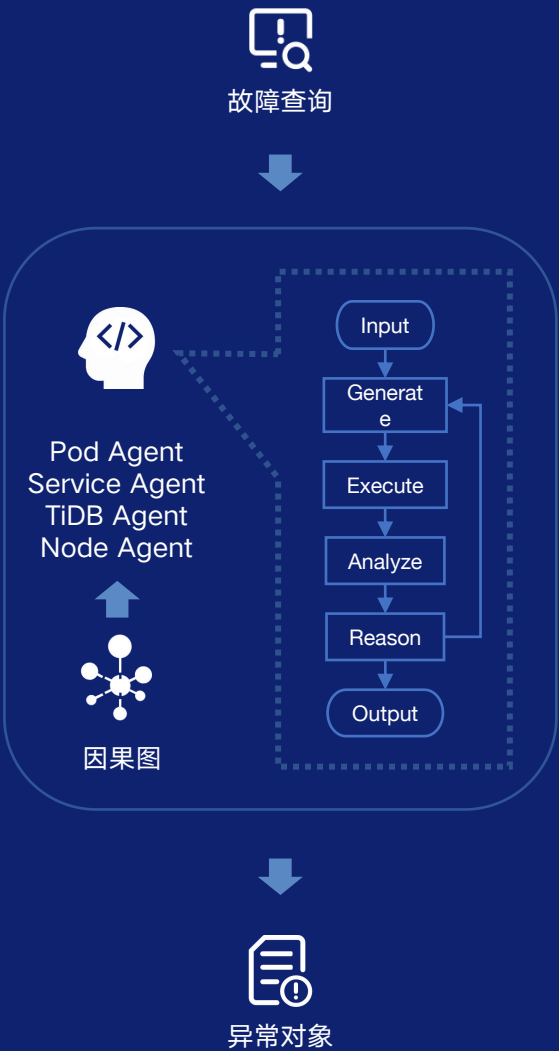 故障查询
Input
Generat
e
Execute
Analyze
Reason
Output
</>
Pod Agent
Service Agent
TiDB Agent
Node Agent
因果图
异常对象